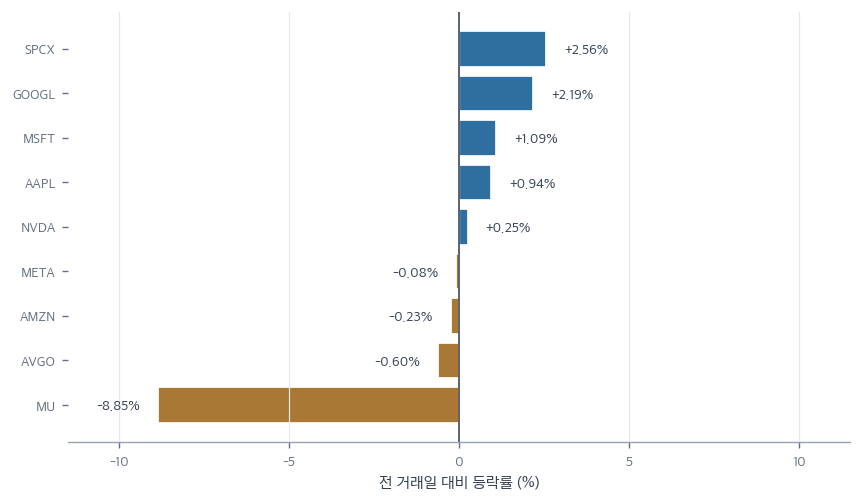 SPCX +2.56%
GOOGL +2.19%
MSFT +1.09%
AAPL +0.94%
NVDA +0.25%
META −0.08%
AMZN −0.23%
AVGO −0.60%
MU −8.85%
−10 −5 0 5 10
전 거래일 대비 등락률 (%)